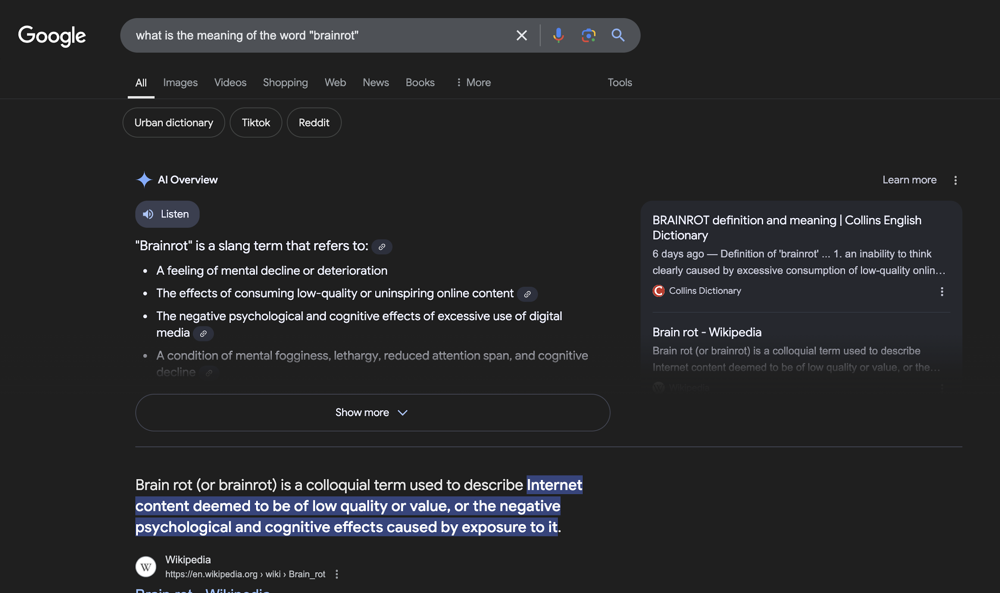 Google
what is the meaning of the word "brainrot"
All
Images
Videos
Shopping
Web
News
Books
More
Tools
Urban dictionary
Tiktok
Reddit
AI Overview
Learn more
Listen
"Brainrot" is a slang term that refers to:
A feeling of mental decline or deterioration
The effects of consuming low-quality or uninspiring online content
The negative psychological and cognitive effects of excessive use of digital
media
A condition of mental fogginess, lethargy, reduced attention span, and cognitive
decline
Show more
BRAINROT definition and meaning | Collins English
Dictionary
6 days ago — Definition of 'brainrot' ... 1. an inability to think
clearly caused by excessive consumption of low-quality onlin...
C
Collins Dictionary
Brain rot - Wikipedia
Brain rot (or brainrot) is a colloquial term used to describe
Internet content deemed to be of low quality or value, or the...
W
Wikipedia
Brain rot (or brainrot) is a colloquial term used to describe Internet
content deemed to be of low quality or value, or the negative
psychological and cognitive effects caused by exposure to it.
W
Wikipedia
https://en.wikipedia.org › wiki › Brain_rot
Brain rot - Wikipedia